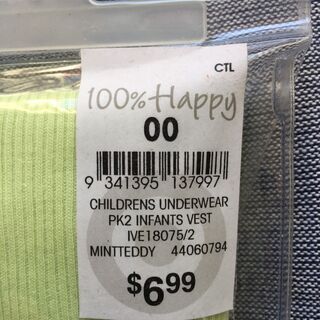 CTL
100% Happy
00
9 341395 137997
CHILDRENS UNDERWEAR
PK2 INFANTS VEST
IVE18075/2
MINTTEDDY 44060794
$6.99